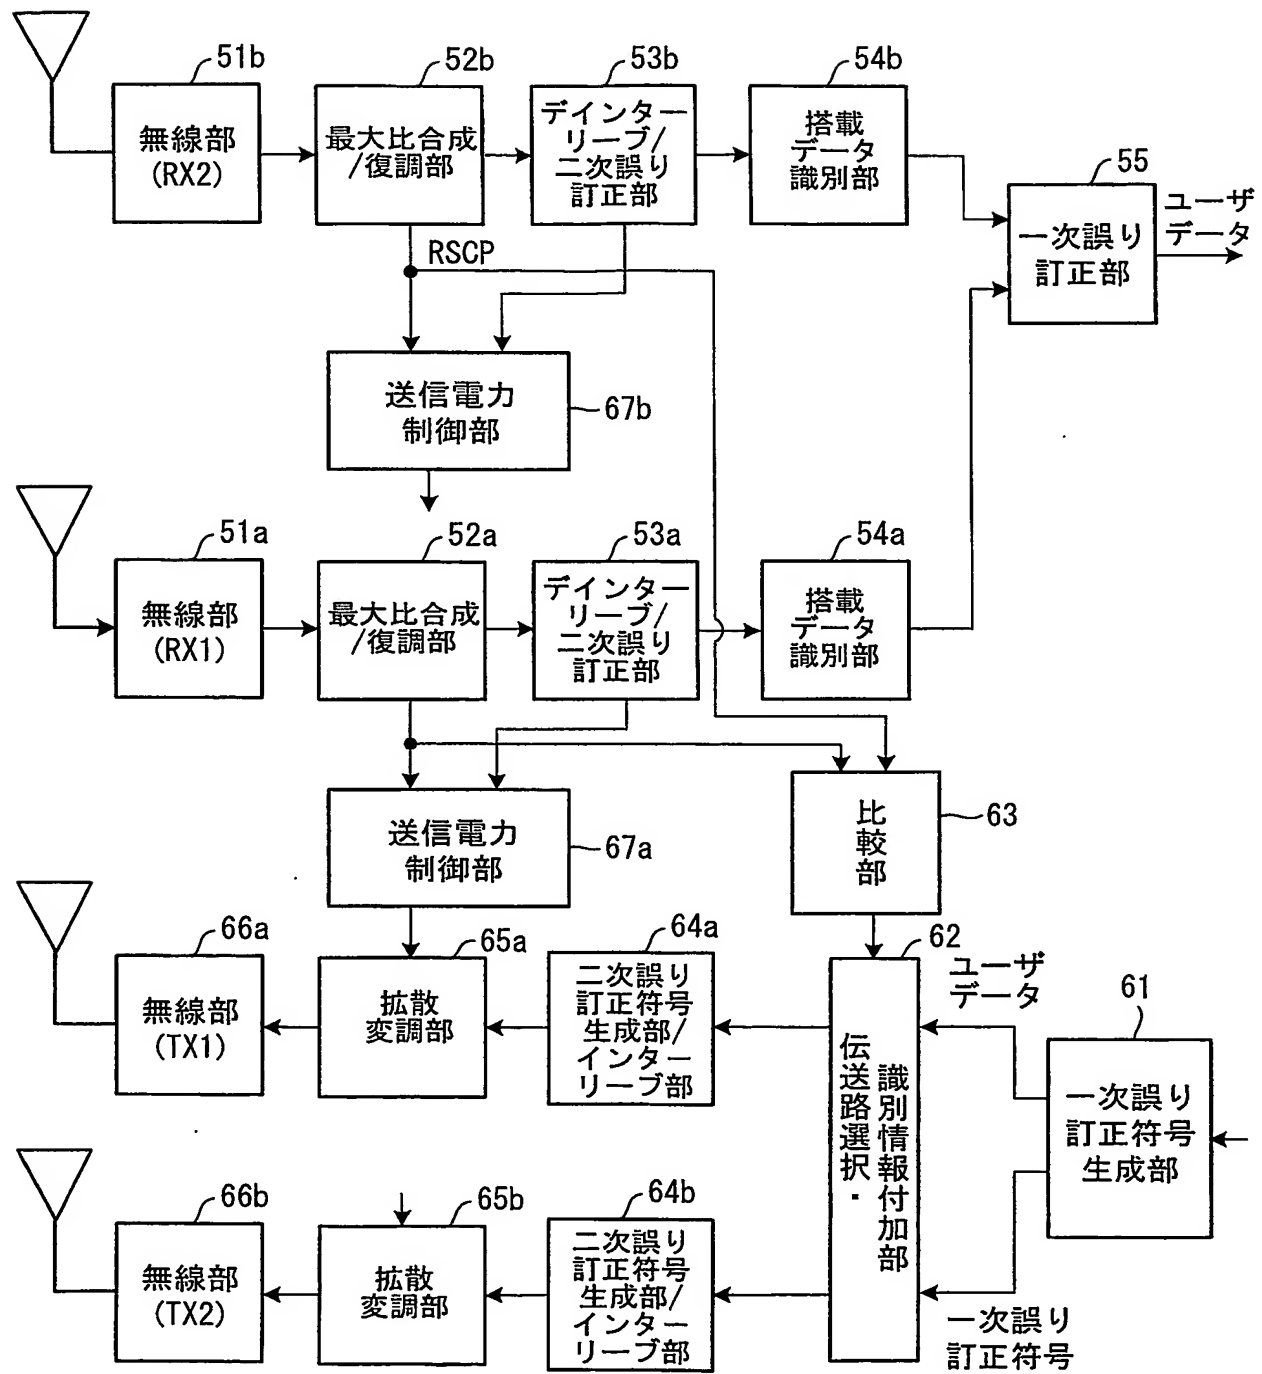 51b
無線部
(RX2)
52b
最大比合成
/復調部
53b
デインター
リーブ/
二次誤り
訂正部
54b
搭載
データ
識別部
55
一次誤り
訂正部
ユーザ
データ
RSCP
送信電力
制御部
67b
51a
無線部
(RX1)
52a
最大比合成
/復調部
53a
デインター
リーブ/
二次誤り
訂正部
54a
搭載
データ
識別部
送信電力
制御部
67a
比較部
63
66a
無線部
(TX1)
65a
拡散
変調部
64a
二次誤り
訂正符号
生成部/
インター
リーブ部
62
伝送路選択・
識別情報付加部
ユーザ
データ
61
一次誤り
訂正符号
生成部
66b
無線部
(TX2)
65b
拡散
変調部
64b
二次誤り
訂正符号
生成部/
インター
リーブ部
一次誤り
訂正符号